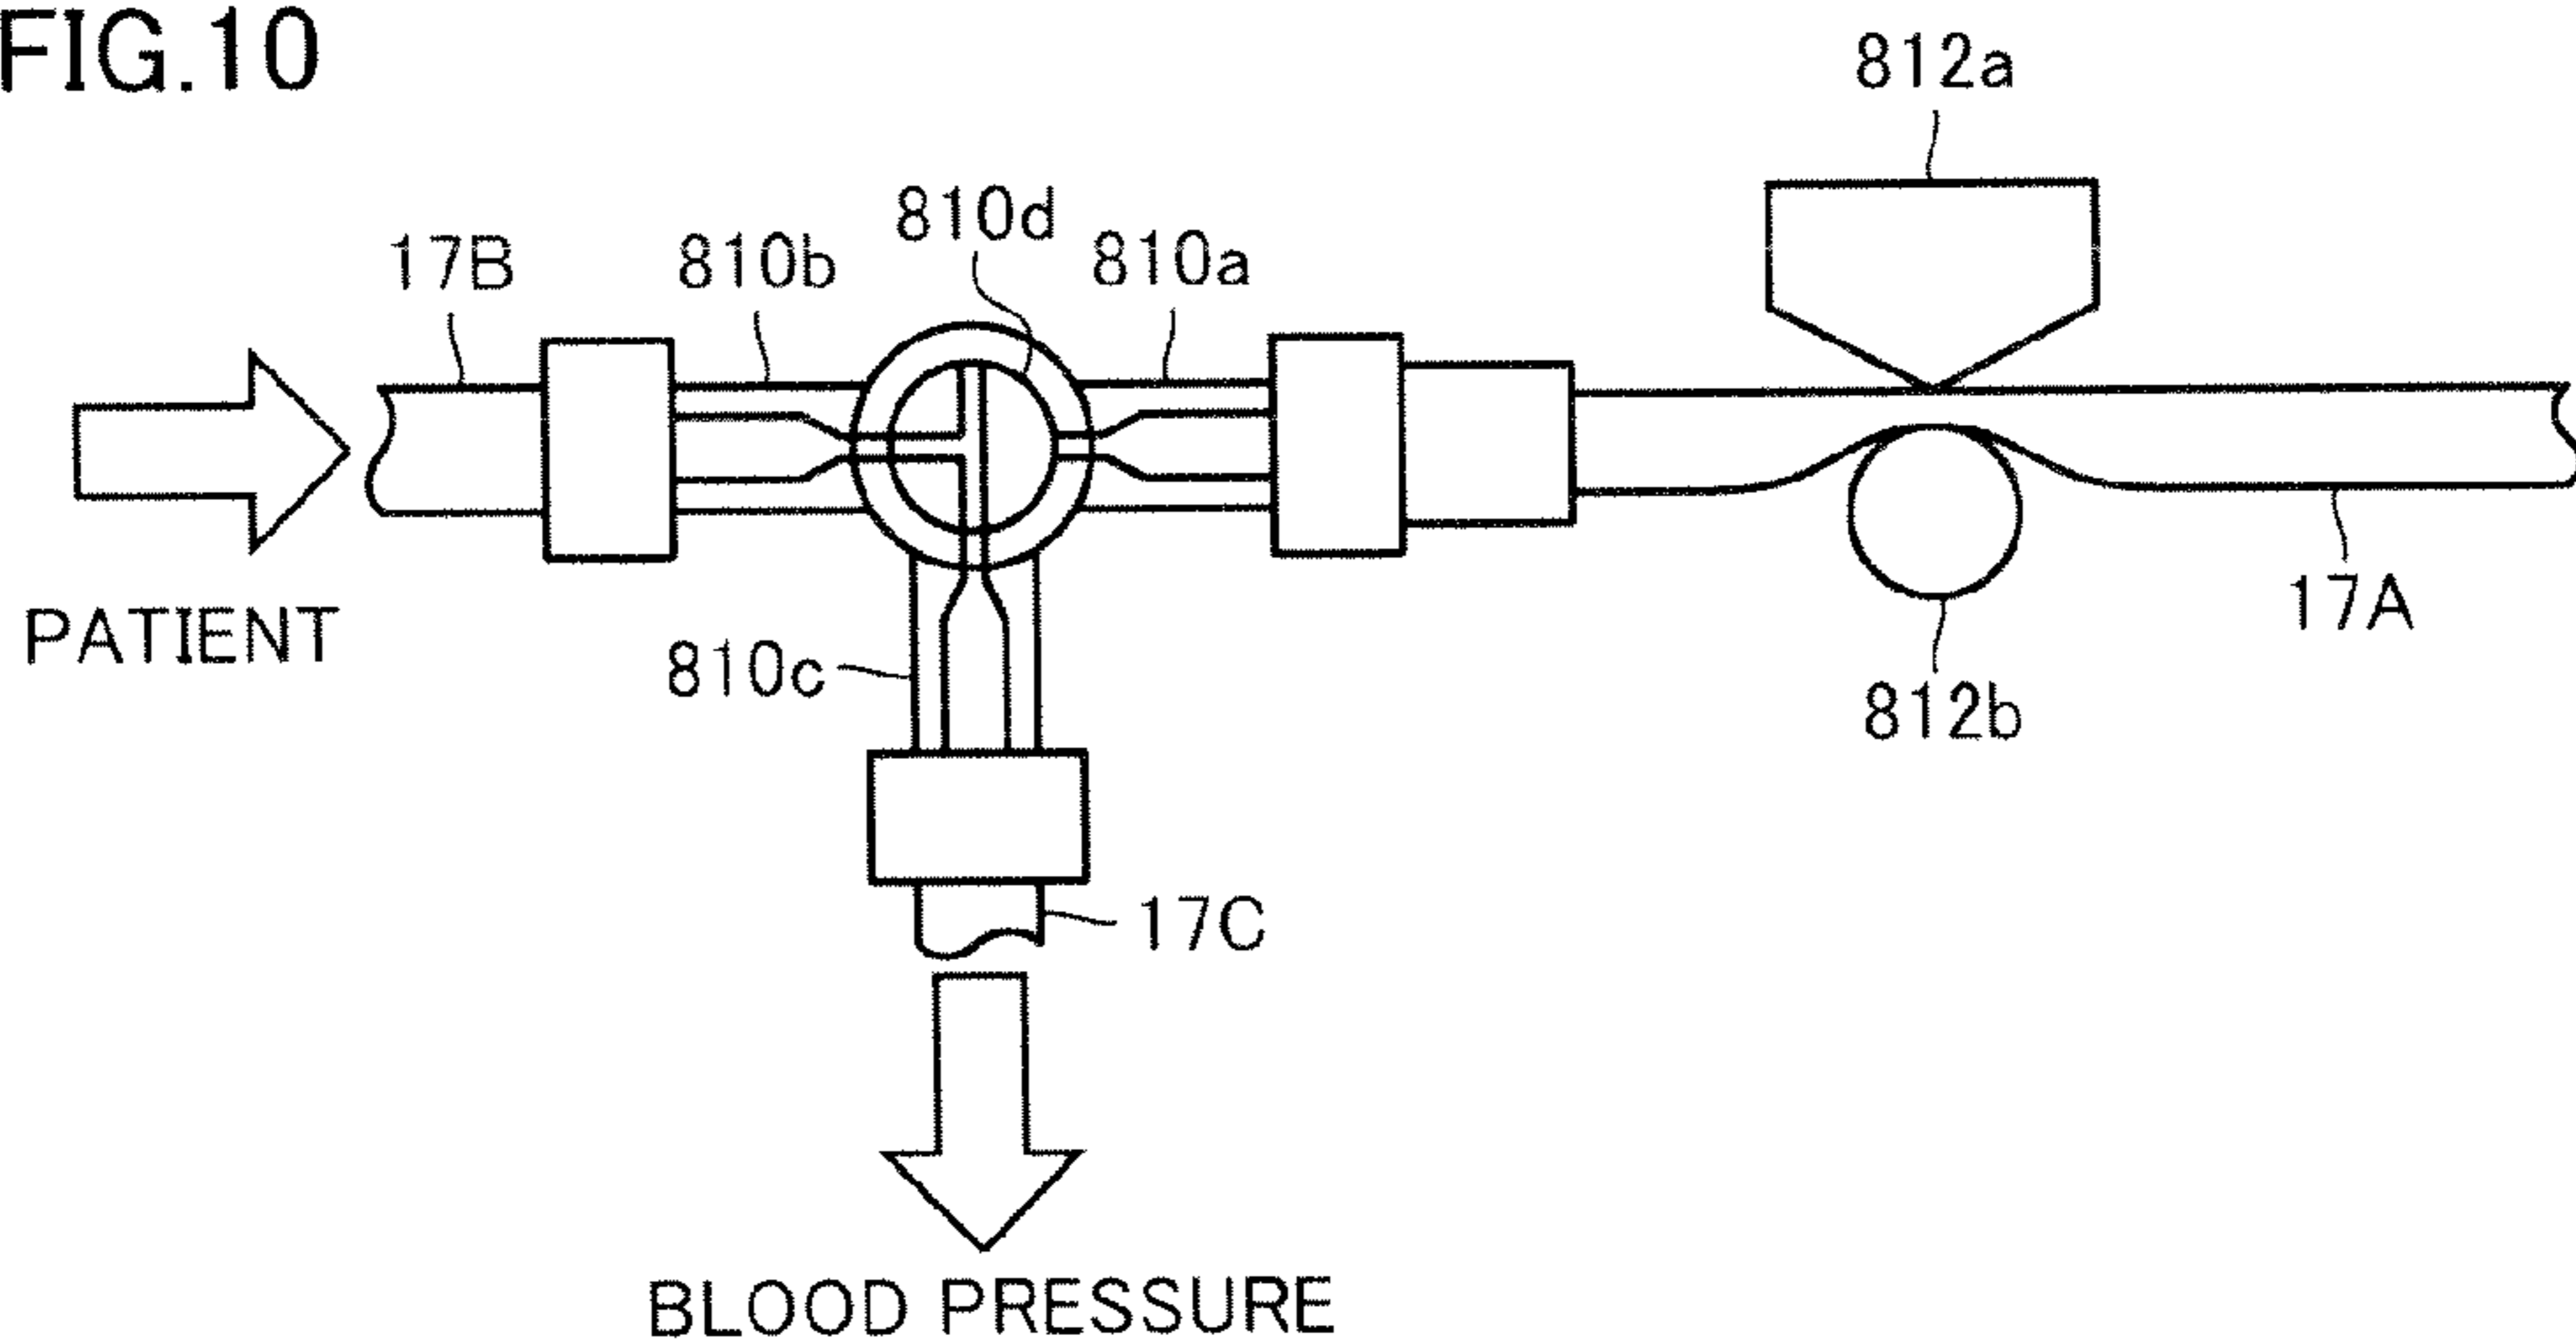 FIG.10
812a
810d
17B
810b
810a
PATIENT
17A
810c
812b
17C
BLOOD PRESSURE